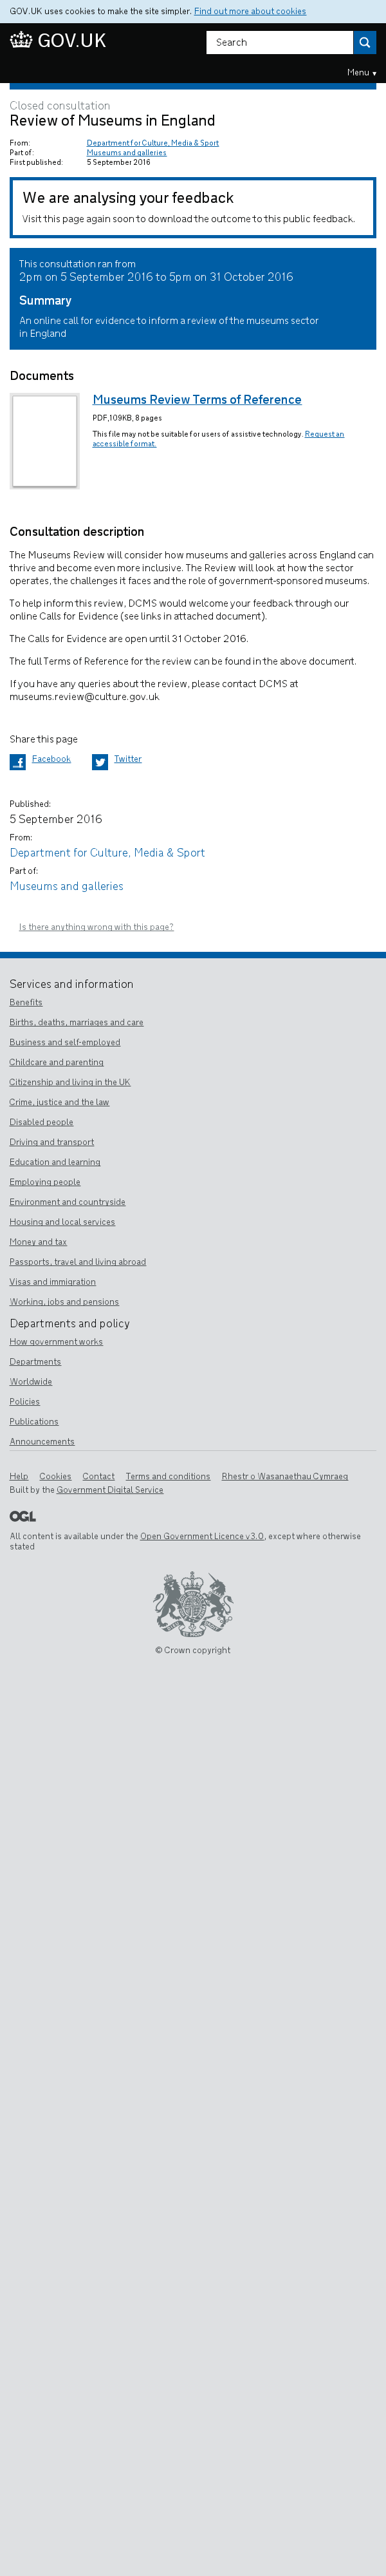 GOV.UK uses cookies to make the site simpler. Find out more about cookies
GOV.UK
Search
Menu ▾
Closed consultation
Review of Museums in England
From: Department for Culture, Media & Sport
Part of: Museums and galleries
First published: 5 September 2016
We are analysing your feedback
Visit this page again soon to download the outcome to this public feedback.
This consultation ran from
2pm on 5 September 2016 to 5pm on 31 October 2016
Summary
An online call for evidence to inform a review of the museums sector
in England
Documents
Museums Review Terms of Reference
PDF, 109KB, 8 pages
This file may not be suitable for users of assistive technology. Request an
accessible format.
Consultation description
The Museums Review will consider how museums and galleries across England can
thrive and become even more inclusive. The Review will look at how the sector
operates, the challenges it faces and the role of government-sponsored museums.
To help inform this review, DCMS would welcome your feedback through our
online Calls for Evidence (see links in attached document).
The Calls for Evidence are open until 31 October 2016.
The full Terms of Reference for the review can be found in the above document.
If you have any queries about the review, please contact DCMS at
museums.review@culture.gov.uk
Share this page
Facebook Twitter
Published:
5 September 2016
From:
Department for Culture, Media & Sport
Part of:
Museums and galleries
Is there anything wrong with this page?
Services and information
Benefits
Births, deaths, marriages and care
Business and self-employed
Childcare and parenting
Citizenship and living in the UK
Crime, justice and the law
Disabled people
Driving and transport
Education and learning
Employing people
Environment and countryside
Housing and local services
Money and tax
Passports, travel and living abroad
Visas and immigration
Working, jobs and pensions
Departments and policy
How government works
Departments
Worldwide
Policies
Publications
Announcements
Help Cookies Contact Terms and conditions Rhestr o Wasanaethau Cymraeg
Built by the Government Digital Service
OGL
All content is available under the Open Government Licence v3.0, except where otherwise
stated
© Crown copyright